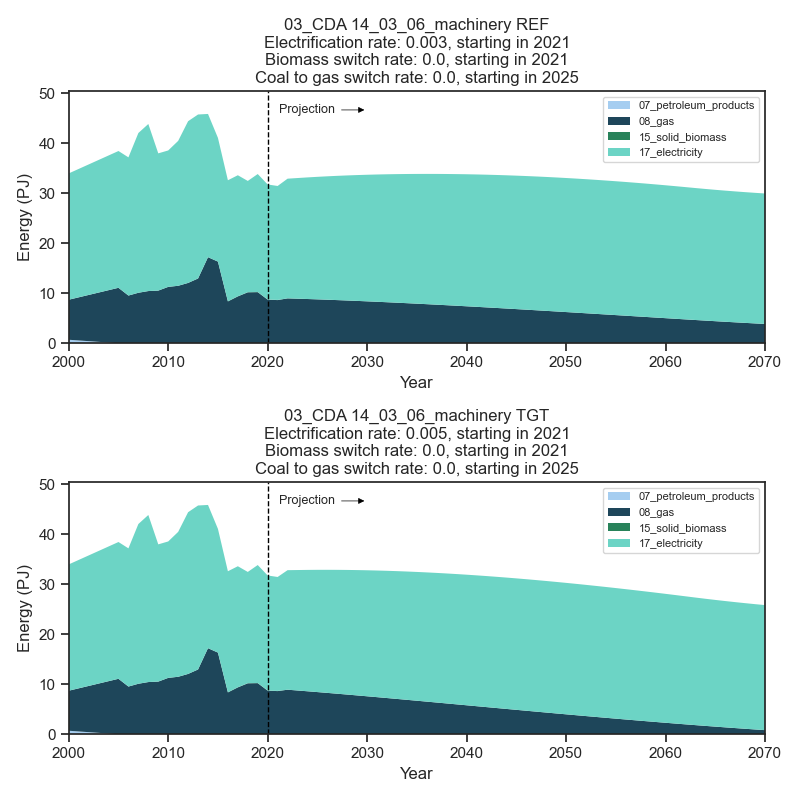 03_CDA 14_03_06_machinery REF
Electrification rate: 0.003, starting in 2021
Biomass switch rate: 0.0, starting in 2021
Coal to gas switch rate: 0.0, starting in 2025
Energy (PJ)
50
40
30
20
10
0
Projection
07_petroleum_products
08_gas
15_solid_biomass
17_electricity
2000 2010 2020 2030 2040 2050 2060 2070
Year
03_CDA 14_03_06_machinery TGT
Electrification rate: 0.005, starting in 2021
Biomass switch rate: 0.0, starting in 2021
Coal to gas switch rate: 0.0, starting in 2025
Energy (PJ)
50
40
30
20
10
0
Projection
07_petroleum_products
08_gas
15_solid_biomass
17_electricity
2000 2010 2020 2030 2040 2050 2060 2070
Year